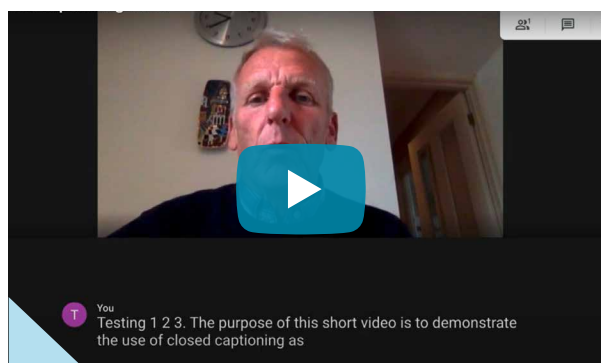 1
T
You
Testing 1 2 3. The purpose of this short video is to demonstrate
the use of closed captioning as